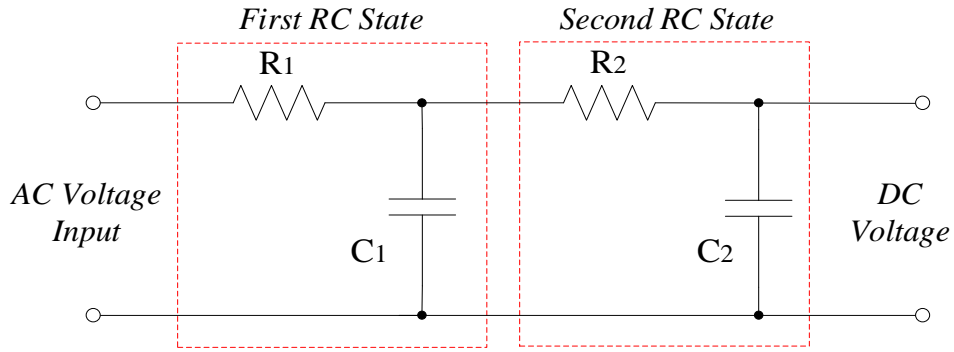 First RC State
Second RC State
R1
R2
AC Voltage
Input
C1
C2
DC
Voltage